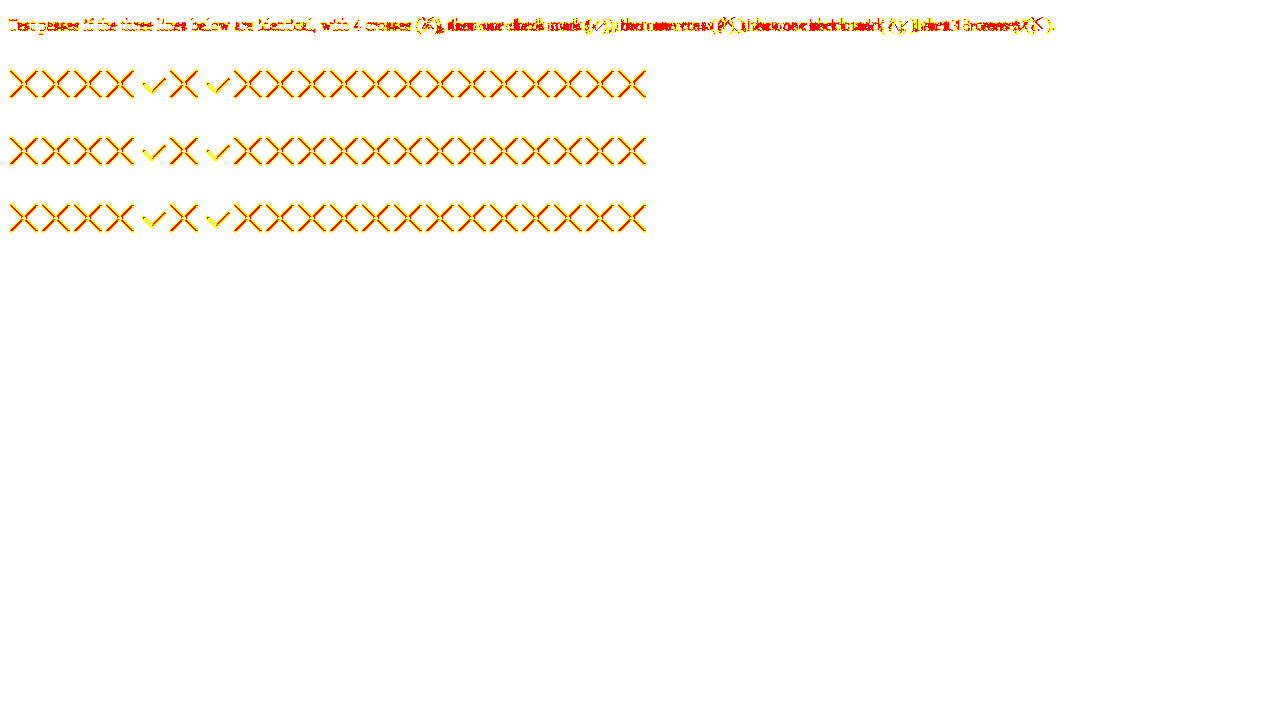 Test passes if the three lines below are identical, with 4 crosses (☓), then one check mark (✓), then one cross (☓), then one check mark (✓), then 13 crosses (☓).
☓☓☓☓✓☓✓☓☓☓☓☓☓☓☓☓☓☓☓☓
☓☓☓☓✓☓✓☓☓☓☓☓☓☓☓☓☓☓☓☓
☓☓☓☓✓☓✓☓☓☓☓☓☓☓☓☓☓☓☓☓